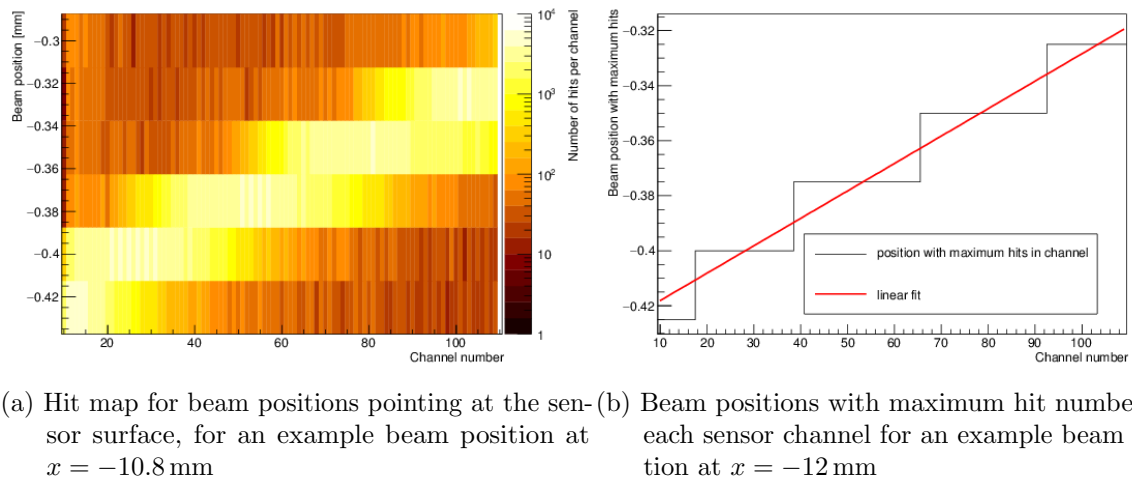 Beam position [mm]
−0.3
−0.32
−0.34
−0.36
−0.38
−0.4
−0.42
20 40 60 80 100
Channel number
10⁴
10³
10²
10
1
Number of hits per channel
Beam position with maximum hits
−0.32
−0.34
−0.36
−0.38
−0.4
−0.42
position with maximum hits in channel
linear fit
10 20 30 40 50 60 70 80 90 100
Channel number
(a) Hit map for beam positions pointing at the sen-
sor surface, for an example beam position at
x = −10.8 mm
(b) Beam positions with maximum hit numbe
each sensor channel for an example beam
tion at x = −12 mm